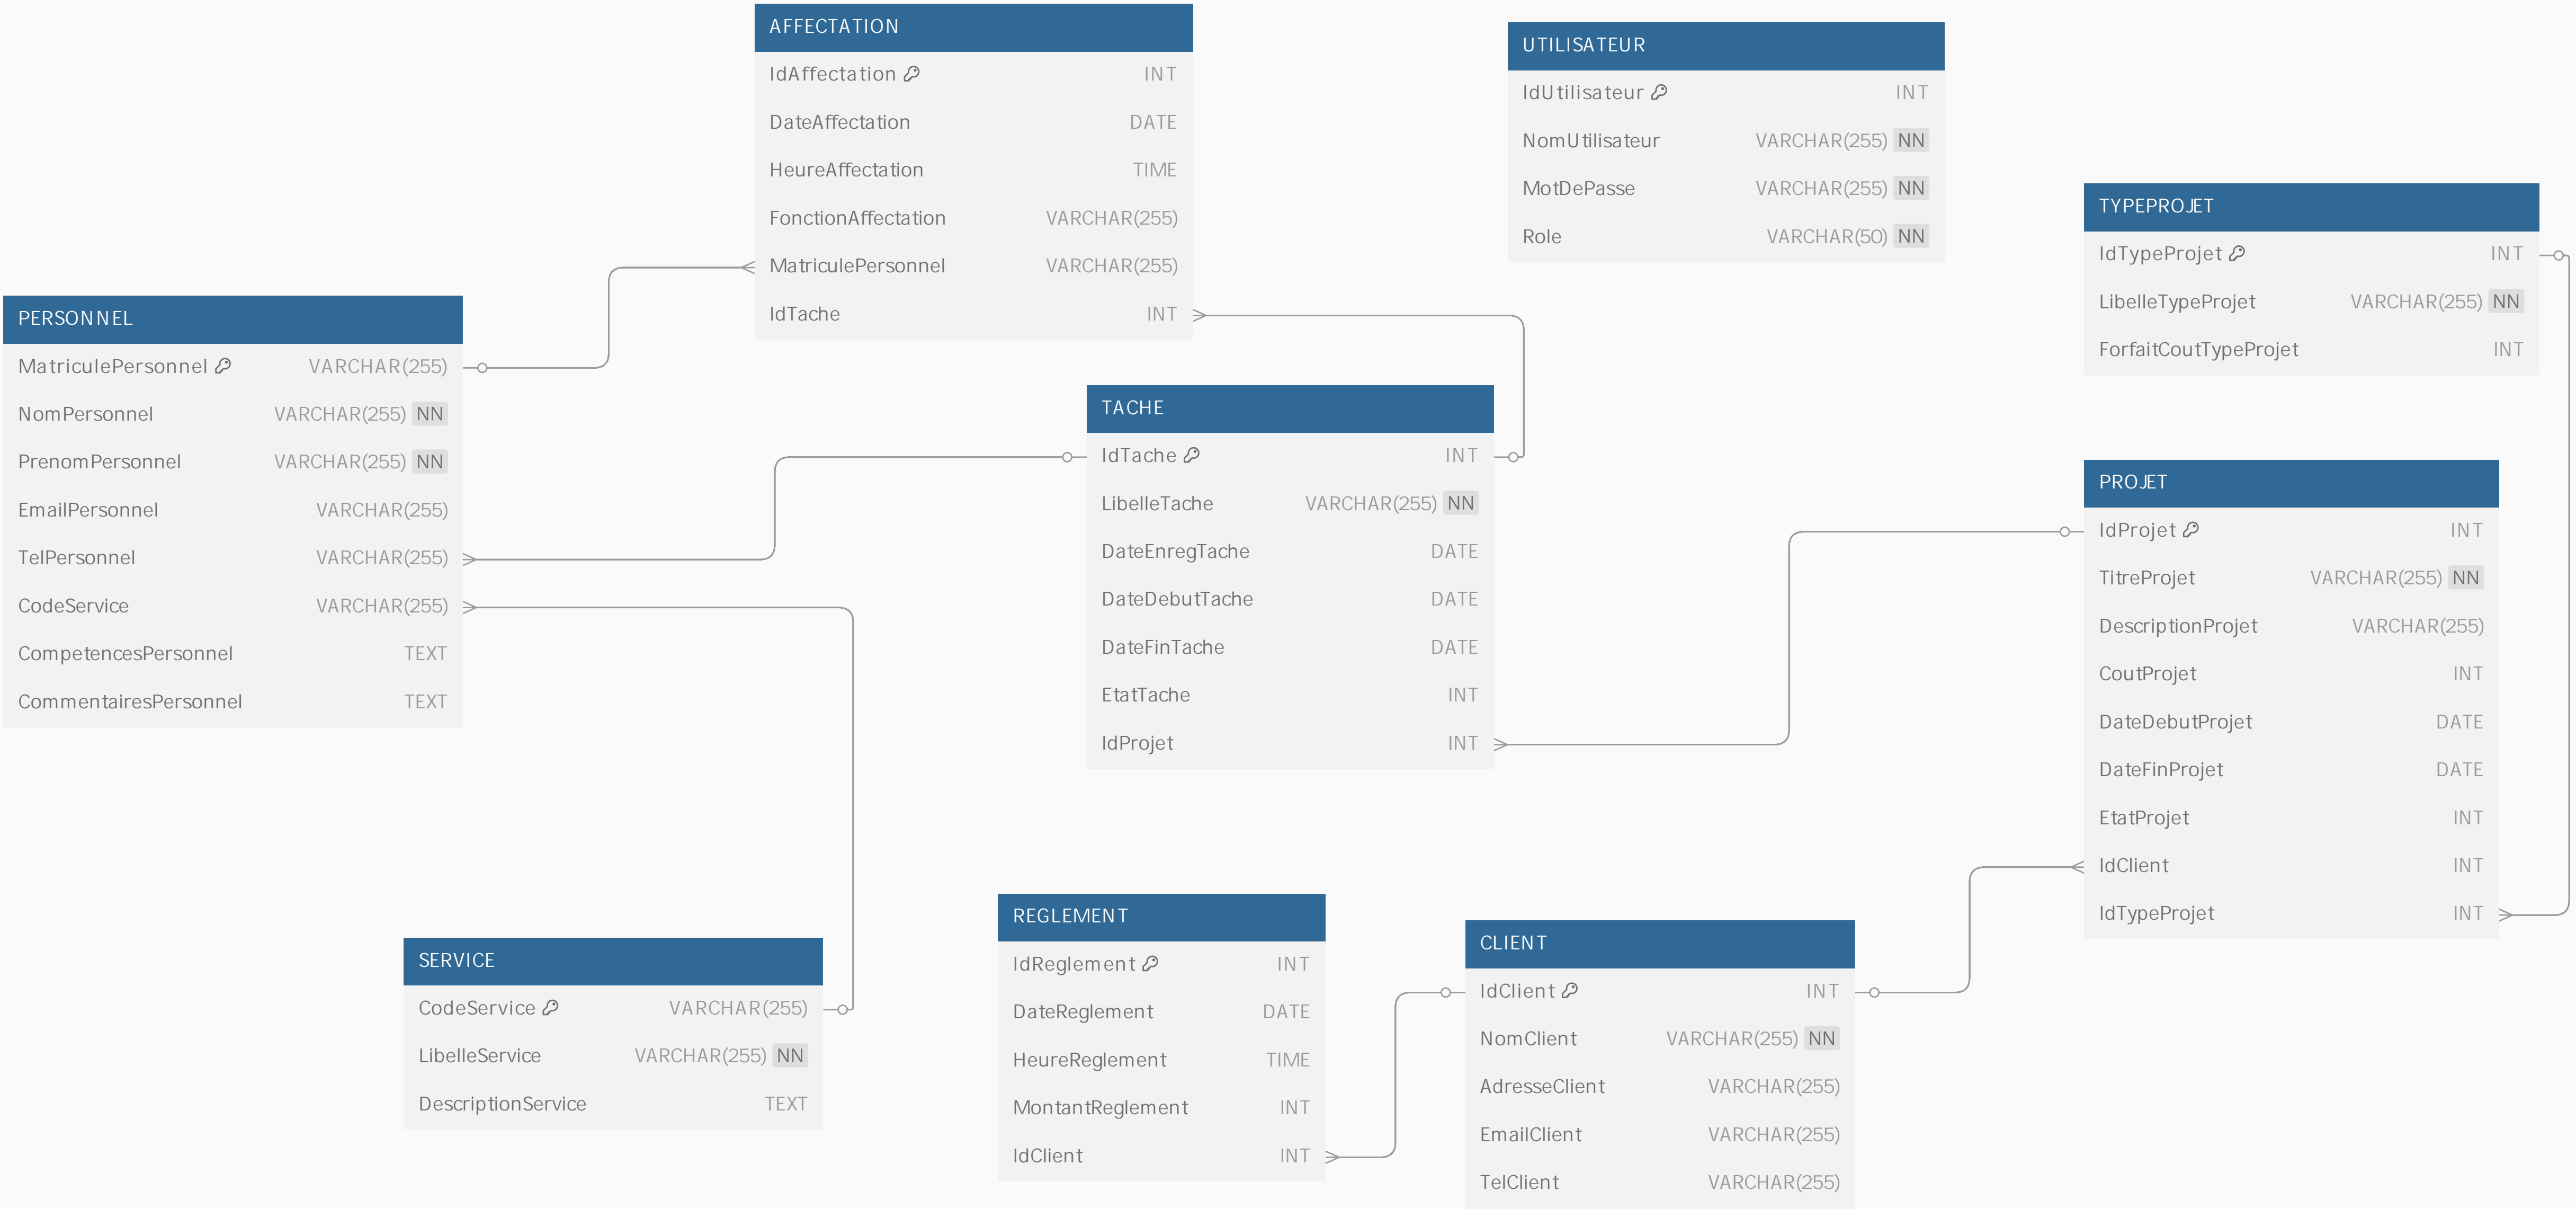 AFFECTATION
IdAffectation INT
DateAffectation DATE
HeureAffectation TIME
FonctionAffectation VARCHAR(255)
MatriculePersonnel VARCHAR(255)
IdTache INT
UTILISATEUR
IdUtilisateur INT
NomUtilisateur VARCHAR(255) NN
MotDePasse VARCHAR(255) NN
Role VARCHAR(50) NN
TYPEPROJET
IdTypeProjet INT
LibelleTypeProjet VARCHAR(255) NN
ForfaitCoutTypeProjet INT
PERSONNEL
MatriculePersonnel VARCHAR(255)
NomPersonnel VARCHAR(255) NN
PrenomPersonnel VARCHAR(255) NN
EmailPersonnel VARCHAR(255)
TelPersonnel VARCHAR(255)
CodeService VARCHAR(255)
CompetencesPersonnel TEXT
CommentairesPersonnel TEXT
TACHE
IdTache INT
LibelleTache VARCHAR(255) NN
DateEnregTache DATE
DateDebutTache DATE
DateFinTache DATE
EtatTache INT
IdProjet INT
PROJET
IdProjet INT
TitreProjet VARCHAR(255) NN
DescriptionProjet VARCHAR(255)
CoutProjet INT
DateDebutProjet DATE
DateFinProjet DATE
EtatProjet INT
IdClient INT
IdTypeProjet INT
SERVICE
CodeService VARCHAR(255)
LibelleService VARCHAR(255) NN
DescriptionService TEXT
REGLEMENT
IdReglement INT
DateReglement DATE
HeureReglement TIME
MontantReglement INT
IdClient INT
CLIENT
IdClient INT
NomClient VARCHAR(255) NN
AdresseClient VARCHAR(255)
EmailClient VARCHAR(255)
TelClient VARCHAR(255)